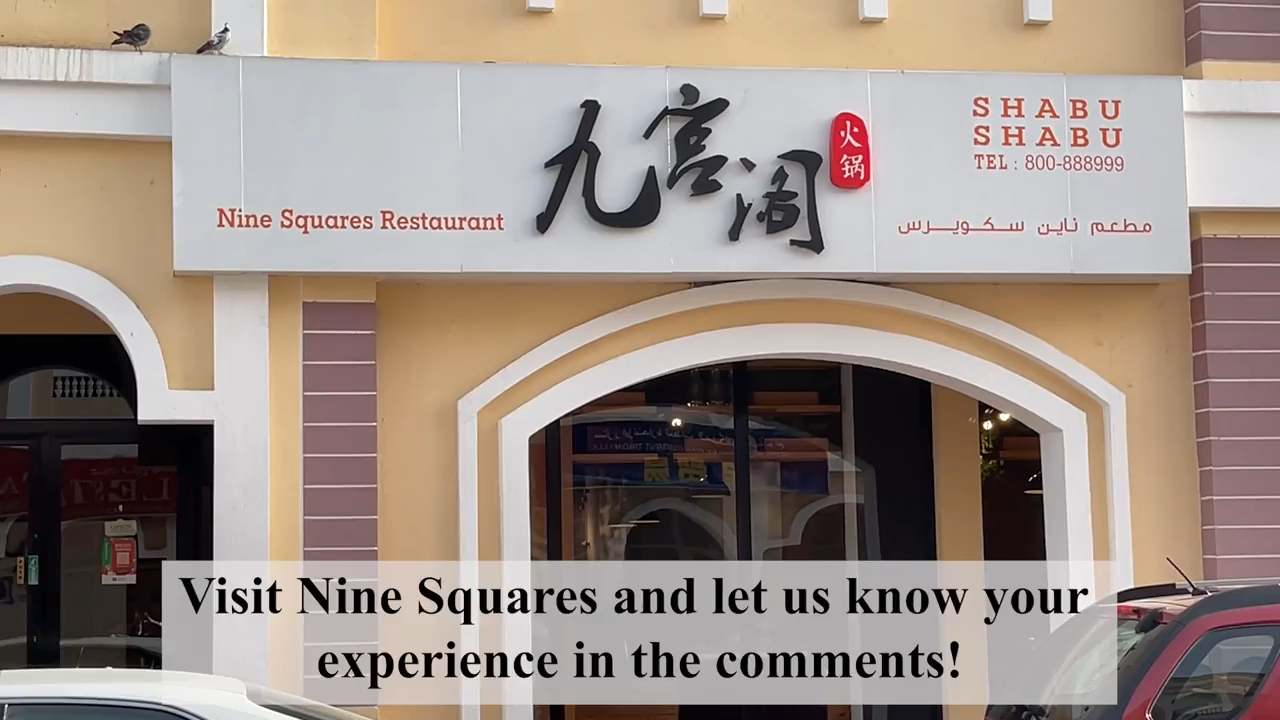 SHABU
SHABU
TEL : 800-888999
九宫阁
火锅
Nine Squares Restaurant
مطعم ناين سكويرس
Visit Nine Squares and let us know your
experience in the comments!